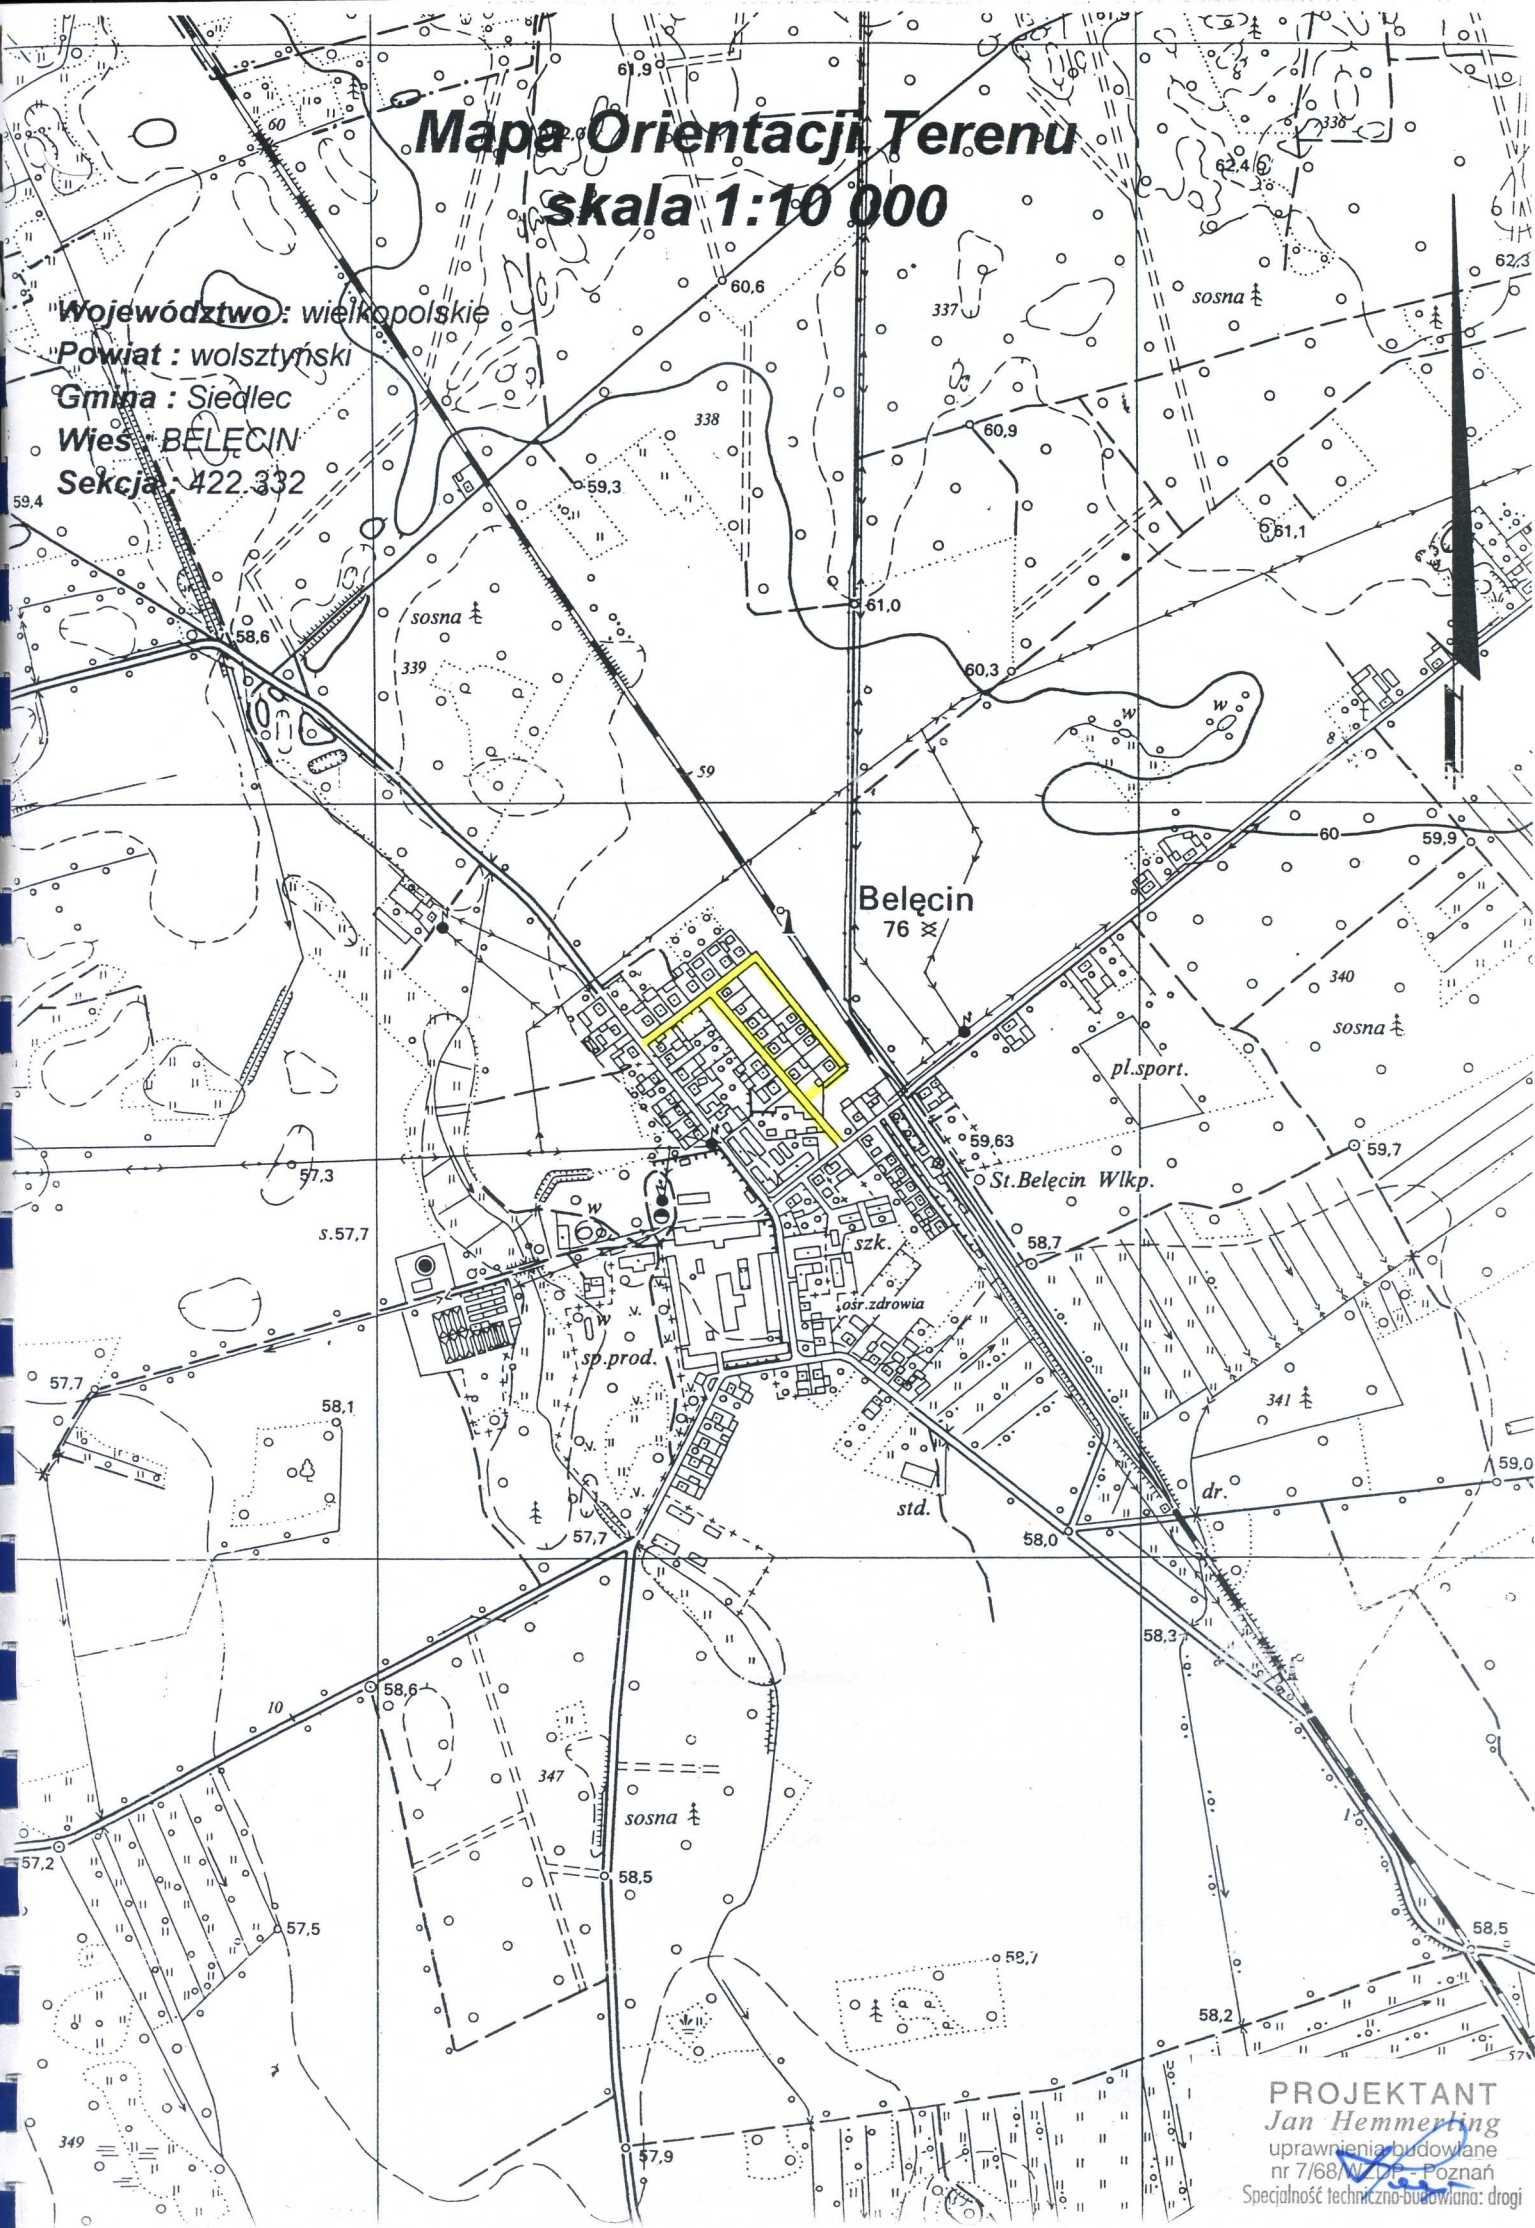 61,9
61,9
60
Mapa Orientacji Terenu
336
62,4
skala 1:10 000
62,3
60,6
sosna
337
Województwo : wielkopolskie
Powiat : wolsztyński
Gmina : Siedlec
338
60,9
Wieś : BELĘCIN
Sekcja : 422.332
59,3
59,4
61,1
61,0
sosna
58,6
339
60,3
w
w
8
59
60
59,9
Belęcin
76
340
sosna
pl.sport.
59,63
59,7
57,3
St.Belęcin Wlkp.
w
s.57,7
szk.
58,7
ośr.zdrowia
w
sp.prod.
57,7
341
58,1
59,0
dr.
std.
57,7
58,0
58,3
58,6
10
347
sosna
1
57,2
58,5
57,5
58,5
58,7
58,2
57
PROJEKTANT
Jan Hemmerling
uprawnienia budowlane
nr 7/68/WZDP - Poznań
Specjalność techniczno-budowlana: drogi
349
57,9